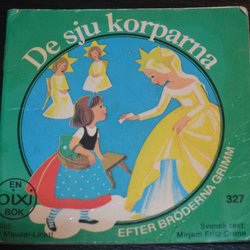 De sju korparna
EFTER BRÖDERNA GRIMM
EN
PIXI
BOK
327
Svensk text
Mirjam Fritz-Crone